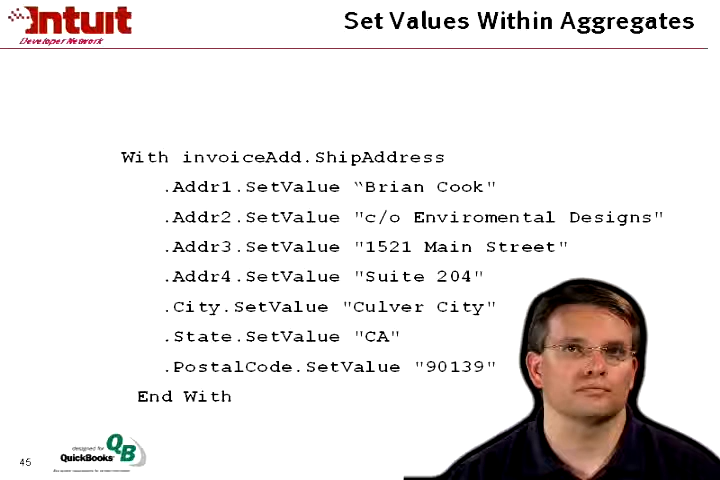 Intuit
Developer Network
Set Values Within Aggregates
With invoiceAdd.ShipAddress
.Addr1.SetValue “Brian Cook"
.Addr2.SetValue "c/o Enviromental Designs"
.Addr3.SetValue "1521 Main Street"
.Addr4.SetValue "Suite 204"
.City.SetValue "Culver City"
.State.SetValue "CA"
.PostalCode.SetValue "90139"
End With
45
designed for
QuickBooks
QB